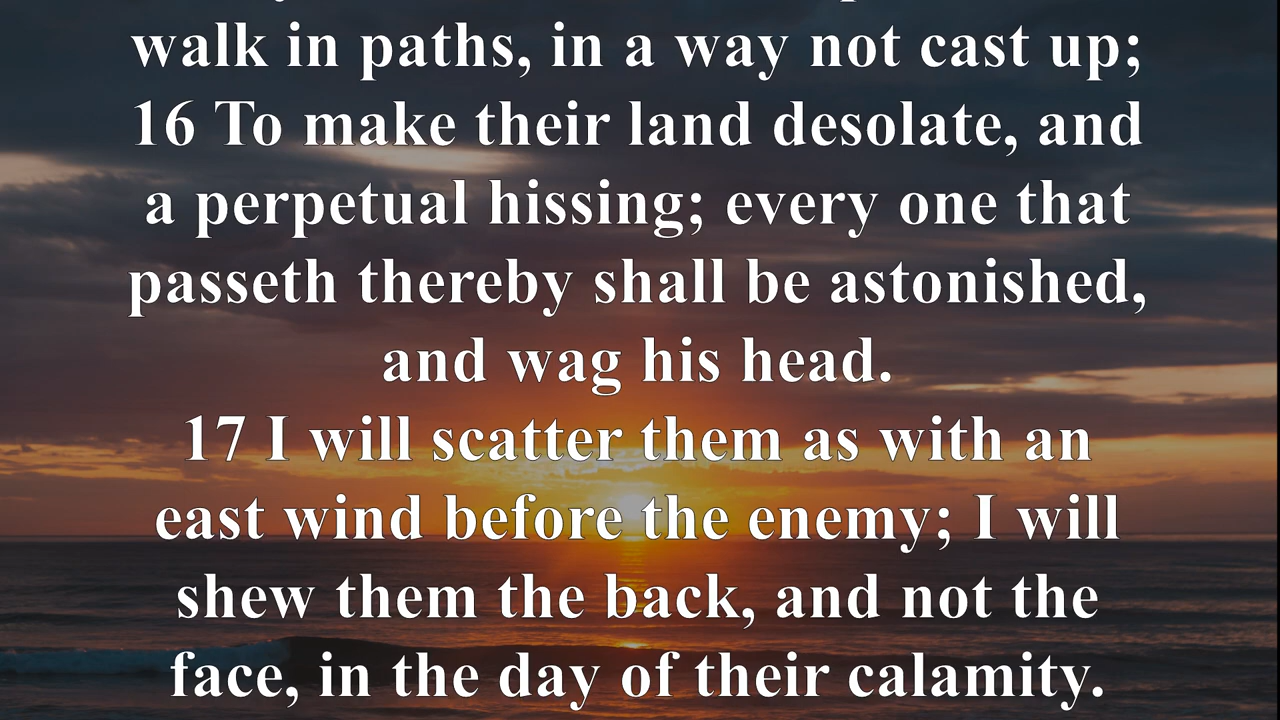 walk in paths, in a way not cast up;
16 To make their land desolate, and
a perpetual hissing; every one that
passeth thereby shall be astonished,
and wag his head.
17 I will scatter them as with an
east wind before the enemy; I will
shew them the back, and not the
face, in the day of their calamity.